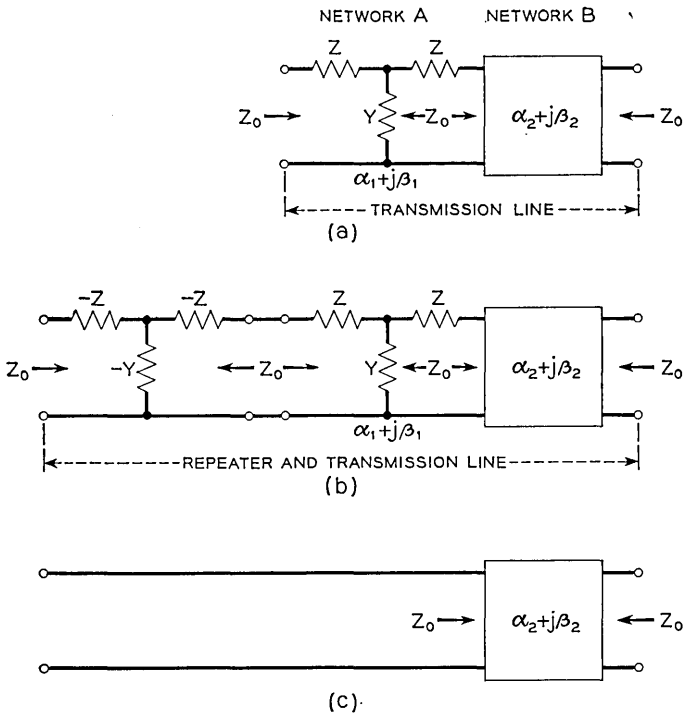 NETWORK A NETWORK B
Z Z
Z₀ Y Z₀ α₂+jβ₂ Z₀
α₁+jβ₁
TRANSMISSION LINE
(a)
-Z -Z Z Z
Z₀ -Y Z₀ Y Z₀ α₂+jβ₂ Z₀
α₁+jβ₁
REPEATER AND TRANSMISSION LINE
(b)
Z₀ α₂+jβ₂ Z₀
(c)